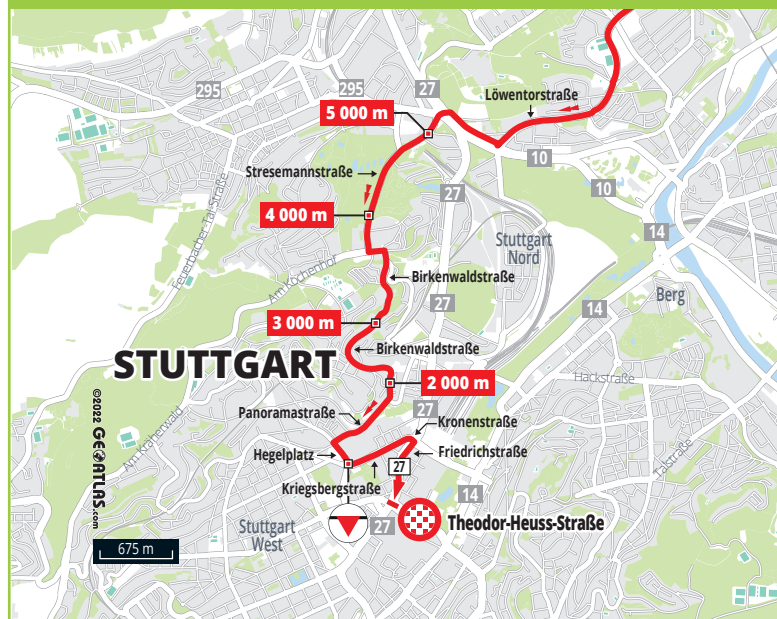 295
295
27
Löwentorstraße
5 000 m
10
Stresemannstraße
10
27
4 000 m
Feuerbacher-Tal-Straße
Stuttgart
Nord
14
Am Kochenhof
Birkenwaldstraße
Berg
14
3 000 m
27
Birkenwaldstraße
STUTTGART
2 000 m
Hackstraße
©2022 GEOATLAS.com
Panoramastraße
27
Kronenstraße
Am Kräherwald
Hegelplatz
Friedrichstraße
27
Talstraße
Kriegsbergstraße
14
Stuttgart
West
27
Theodor-Heuss-Straße
675 m